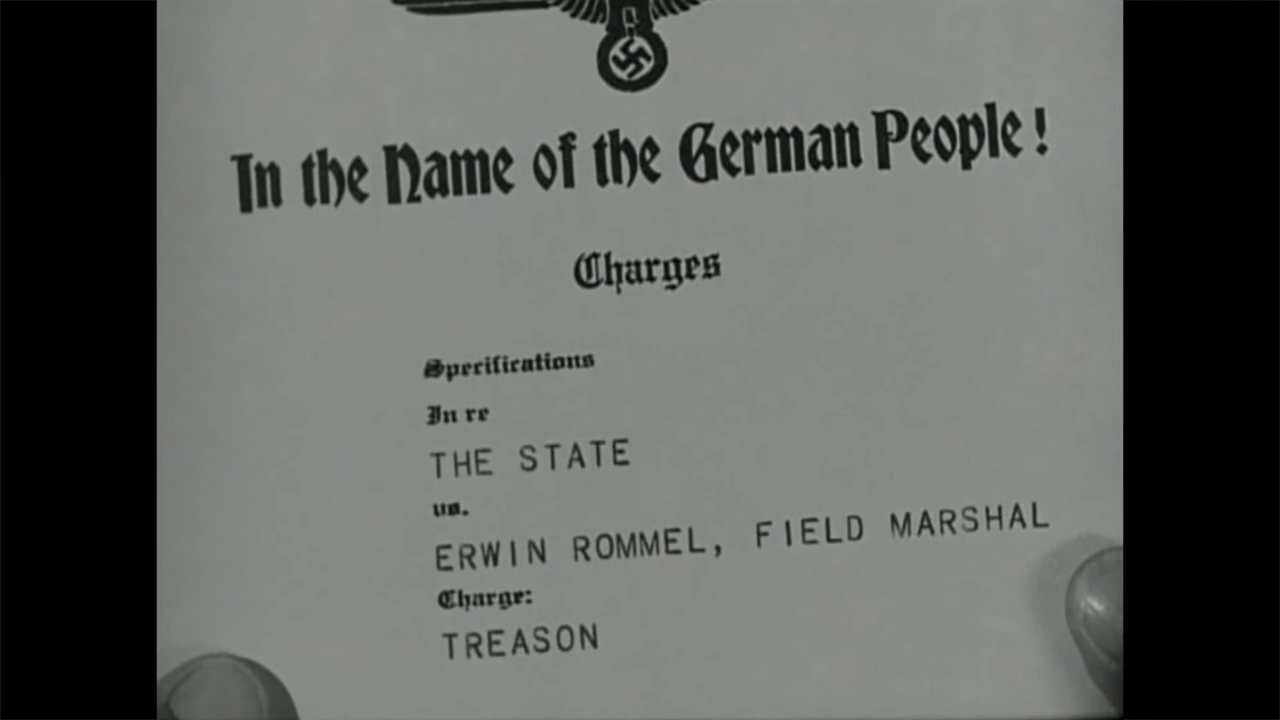 In the Name of the German People!
Charges
Specifications
In re
THE STATE
vs.
ERWIN ROMMEL, FIELD MARSHAL
Charge:
TREASON